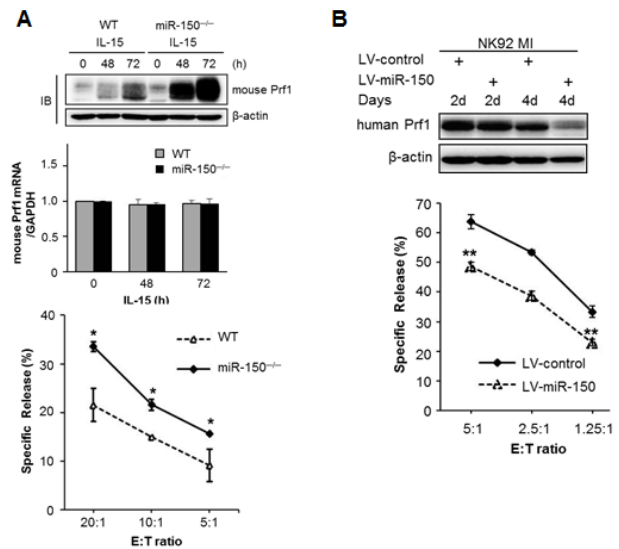 A
WT miR-150–/–
IL-15 IL-15
0 48 72 0 48 72 (h)
IB
mouse Prf1
β-actin
mouse Prf1 mRNA
/GAPDH
1.5
1.0
0.5
0
WT
miR-150–/–
0 48 72
IL-15 (h)
Specific Release (%)
40
30
20
10
0
* * *
WT
miR-150–/–
20:1 10:1 5:1
E:T ratio
B
NK92 MI
LV-control + +
LV-miR-150 + +
Days 2d 2d 4d 4d
human Prf1
β-actin
Specific Release (%)
70
60
50
40
30
20
10
0
** **
LV-control
LV-miR-150
5:1 2.5:1 1.25:1
E:T ratio